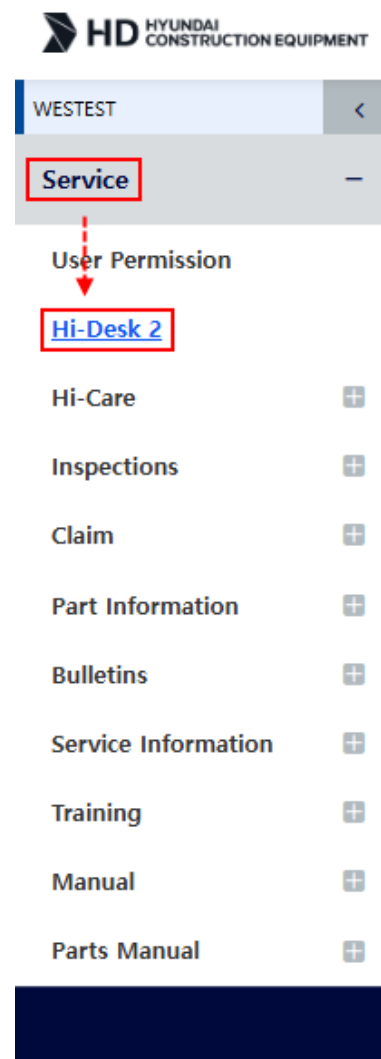 HD HYUNDAI
CONSTRUCTION EQUIPMENT
WESTEST <
Service −
User Permission
Hi-Desk 2
Hi-Care
Inspections
Claim
Part Information
Bulletins
Service Information
Training
Manual
Parts Manual